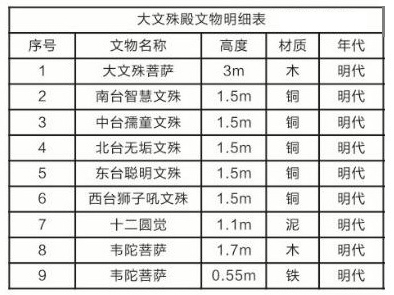 大文殊殿文物明细表
序号 文物名称 高度 材质 年代
1 大文殊菩萨 3m 木 明代
2 南台智慧文殊 1.5m 铜 明代
3 中台孺童文殊 1.5m 铜 明代
4 北台无垢文殊 1.5m 铜 明代
5 东台聪明文殊 1.5m 铜 明代
6 西台狮子吼文殊 1.5m 铜 明代
7 十二圆觉 1.1m 泥 明代
8 韦陀菩萨 1.7m 木 明代
9 韦陀菩萨 0.55m 铁 明代